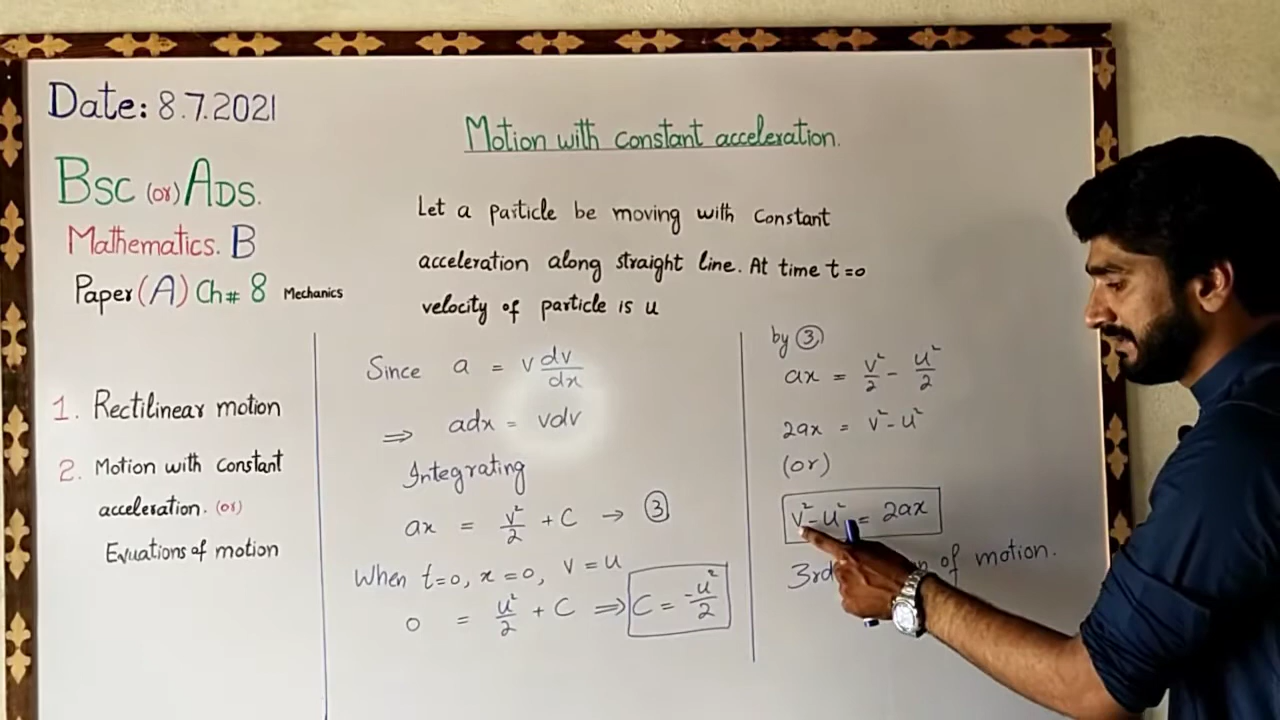 Date: 8.7.2021
BSC (or) ADS.
Mathematics. B
Paper (A) Ch# 8 Mechanics
1. Rectilinear motion
2. Motion with constant
acceleration. (or)
Evuations of motion
Motion with constant acceleration.
Let a particle be moving with Constant
acceleration along straight line. At time t=0
velocity of particle is u
Since a = v dv/dx
⇒ adx = vdv
Integrating
ax = v²/2 + C → ③
When t=0, x=0, v=u
0 = u²/2 + C ⇒ C = -u²/2
by ③
ax = v²/2 - u²/2
2ax = v²-u²
(or)
v²-u² = 2ax
3rd of motion.